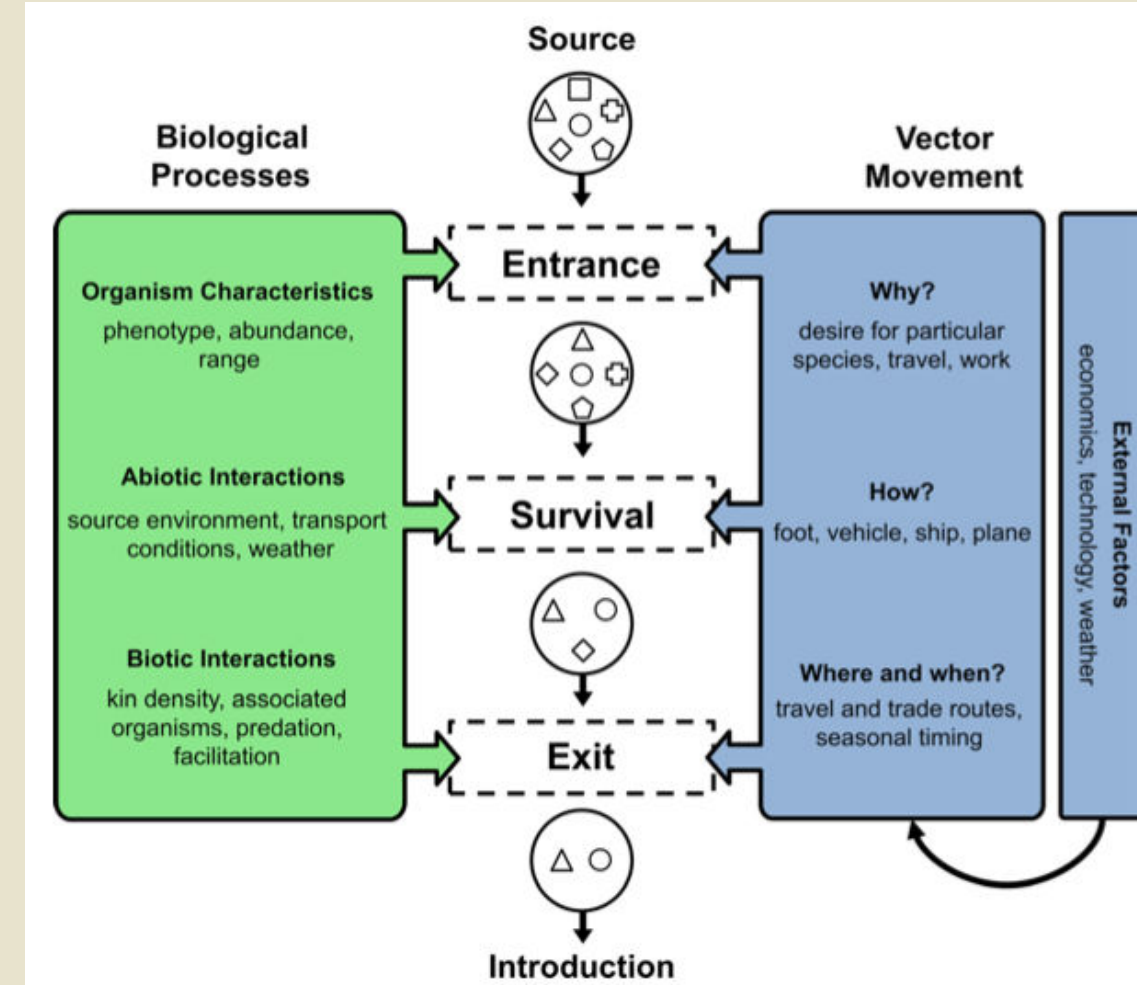 Source
Biological
Processes
Vector
Movement
Entrance
Organism Characteristics
phenotype, abundance,
range
Why?
desire for particular
species, travel, work
Abiotic Interactions
source environment, transport
conditions, weather
Survival
How?
foot, vehicle, ship, plane
Biotic Interactions
kin density, associated
organisms, predation,
facilitation
Exit
Where and when?
travel and trade routes,
seasonal timing
External Factors
economics, technology, weather
Introduction